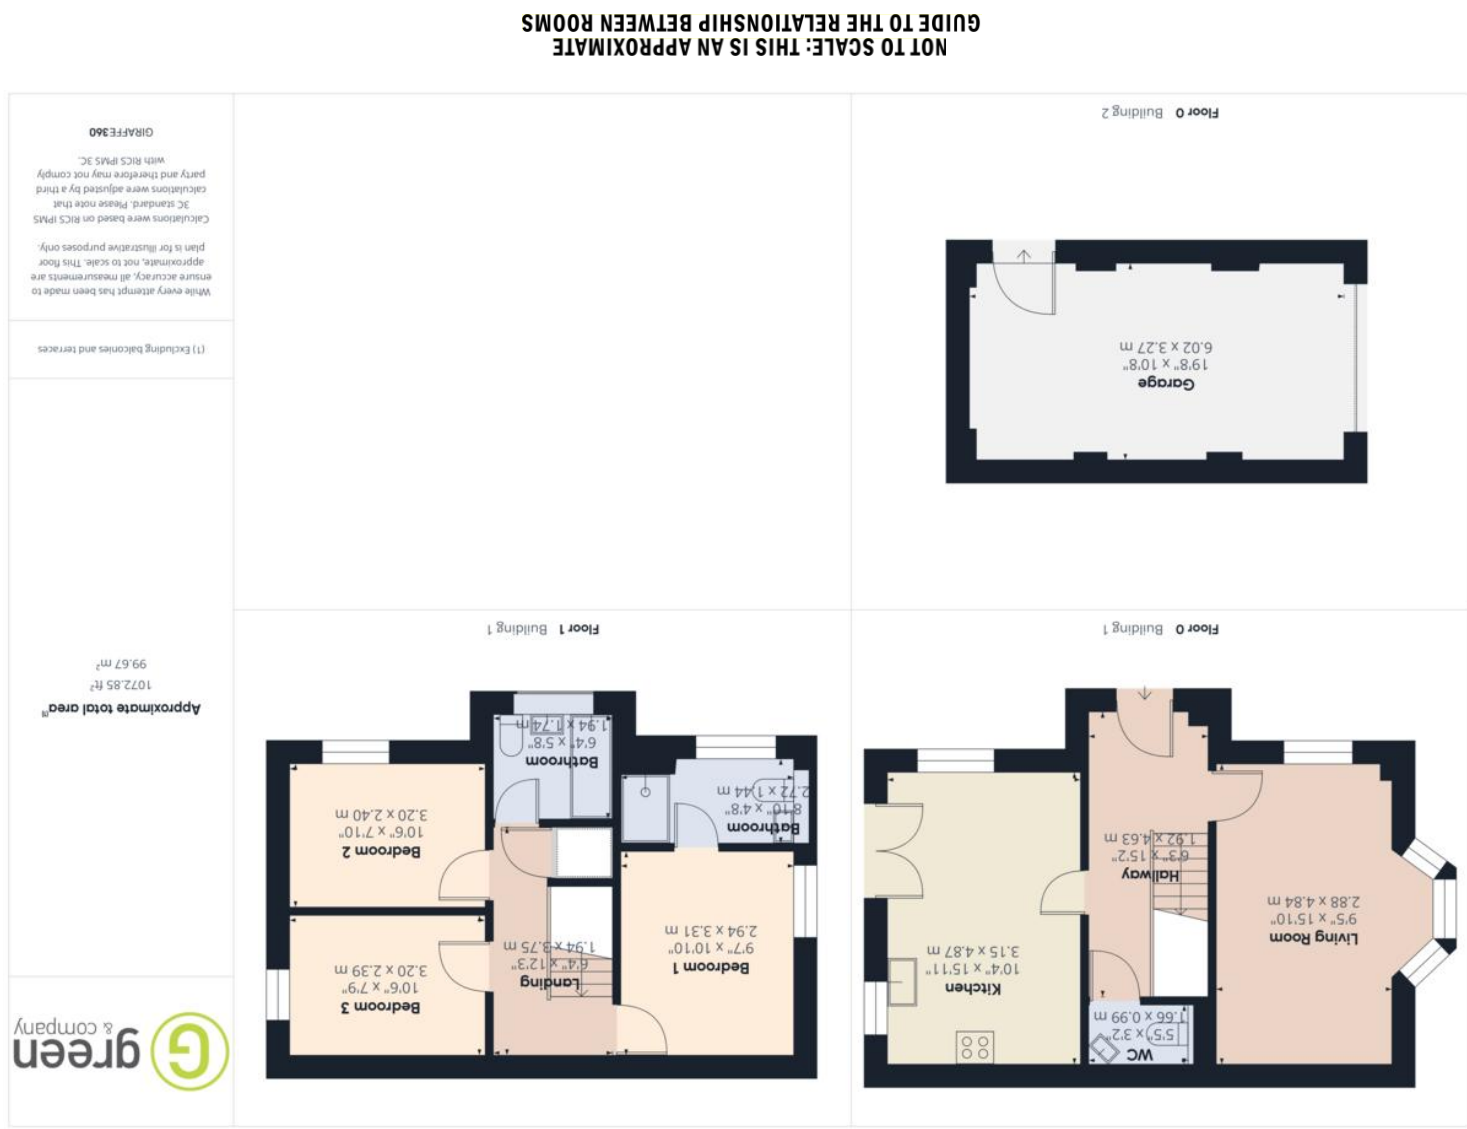 green
& company
Living Room
9'5" x 15'10"
2.88 x 4.84 m
WC
5'5" x 3'2"
1.66 x 0.99 m
Kitchen
10'4" x 15'11"
3.15 x 4.87 m
Hallway
6'3" x 15'2"
1.92 x 4.63 m
Floor 0 Building 1
Bedroom 1
9'7" x 10'10"
2.94 x 3.31 m
Landing
6'4" x 12'3"
1.94 x 3.75 m
Bedroom 3
10'6" x 7'9"
3.20 x 2.39 m
Bedroom 2
10'6" x 7'10"
3.20 x 2.40 m
Bathroom
8'10" x 4'8"
2.72 x 1.44 m
Bathroom
6'4" x 5'8"
1.94 x 1.74 m
Floor 1 Building 1
Approximate total area(1)
1072.85 ft²
99.67 m²
Garage
19'8" x 10'8"
6.02 x 3.27 m
Floor 0 Building 2
(1) Excluding balconies and terraces
While every attempt has been made to
ensure accuracy, all measurements are
approximate, not to scale. This floor
plan is for illustrative purposes only.
Calculations were based on RICS IPMS
3C standard. Please note that
calculations were adjusted by a third
party and therefore may not comply
with RICS IPMS 3C.
GIRAFFE360
NOT TO SCALE: THIS IS AN APPROXIMATE
GUIDE TO THE RELATIONSHIP BETWEEN ROOMS